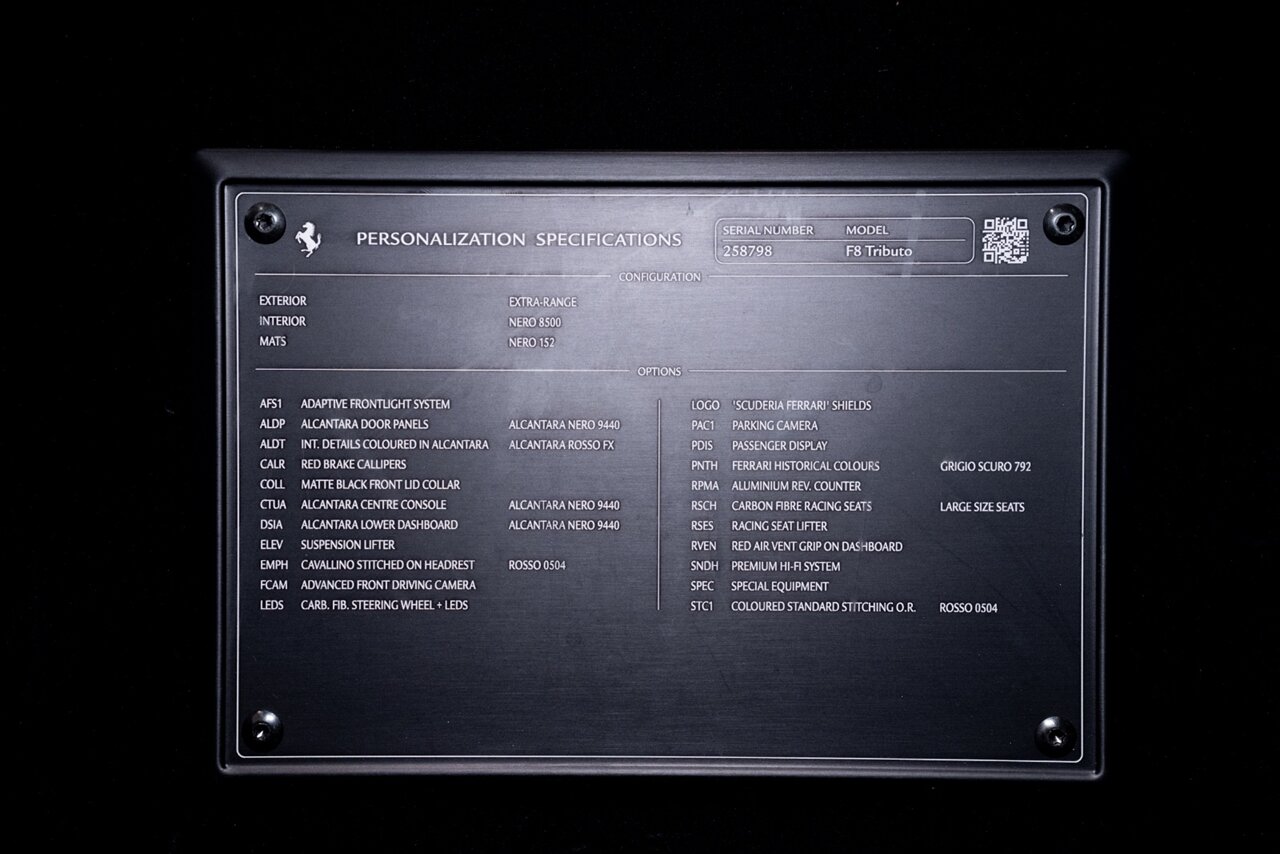 PERSONALIZATION SPECIFICATIONS
SERIAL NUMBER MODEL
258798 F8 Tributo
CONFIGURATION
EXTERIOR EXTRA-RANGE
INTERIOR NERO 8500
MATS NERO 152
OPTIONS
AFS1 ADAPTIVE FRONTLIGHT SYSTEM
ALDP ALCANTARA DOOR PANELS ALCANTARA NERO 9440
ALDT INT. DETAILS COLOURED IN ALCANTARA ALCANTARA ROSSO FX
CALR RED BRAKE CALLIPERS
COLL MATTE BLACK FRONT LID COLLAR
CTUA ALCANTARA CENTRE CONSOLE ALCANTARA NERO 9440
DSIA ALCANTARA LOWER DASHBOARD ALCANTARA NERO 9440
ELEV SUSPENSION LIFTER
EMPH CAVALLINO STITCHED ON HEADREST ROSSO 0504
FCAM ADVANCED FRONT DRIVING CAMERA
LEDS CARB. FIB. STEERING WHEEL + LEDS
LOGO 'SCUDERIA FERRARI' SHIELDS
PAC1 PARKING CAMERA
PDIS PASSENGER DISPLAY
PNTH FERRARI HISTORICAL COLOURS GRIGIO SCURO 792
RPMA ALUMINIUM REV. COUNTER
RSCH CARBON FIBRE RACING SEATS LARGE SIZE SEATS
RSES RACING SEAT LIFTER
RVEN RED AIR VENT GRIP ON DASHBOARD
SNDH PREMIUM HI-FI SYSTEM
SPEC SPECIAL EQUIPMENT
STC1 COLOURED STANDARD STITCHING O.R. ROSSO 0504